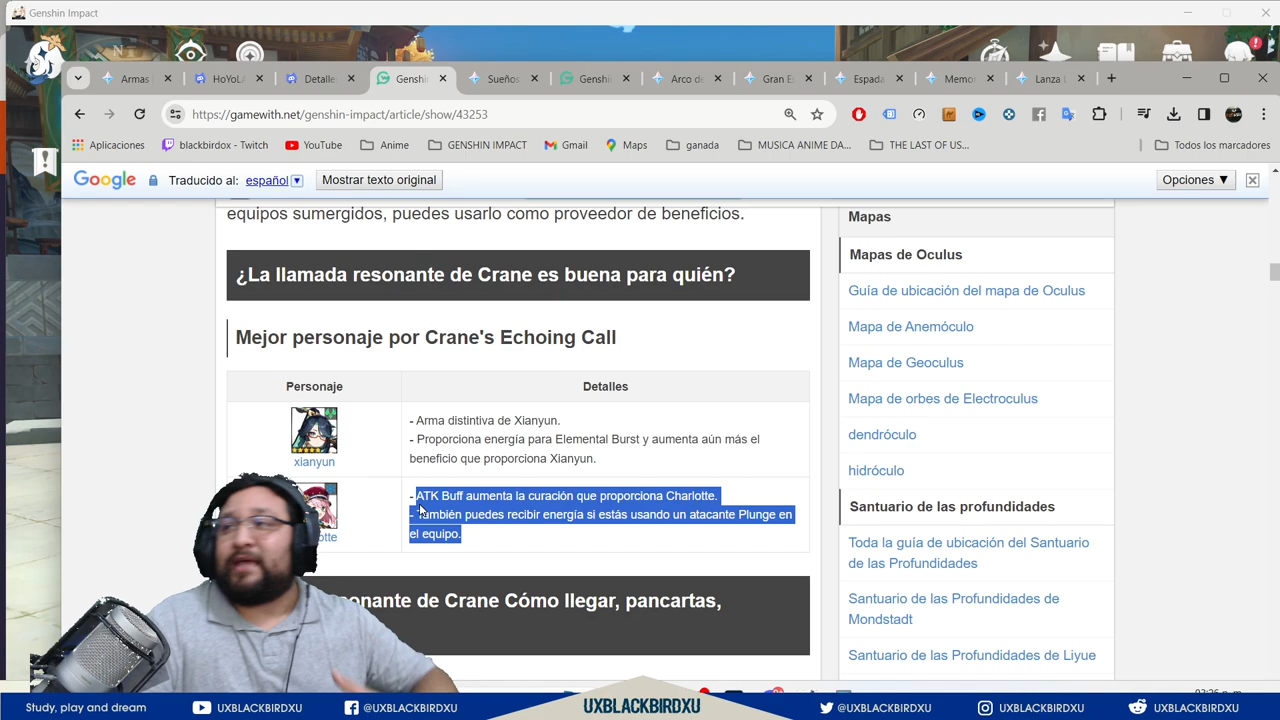 Genshin Impact
N
Armas
HoYoL
Detalle
Genshi
Sueños
Genshi
Arco de
Gran E
Espada
Memo
Lanza L
https://gamewith.net/genshin-impact/article/show/43253
Aplicaciones
blackbirdox - Twitch
YouTube
Anime
GENSHIN IMPACT
Gmail
Maps
ganada
MUSICA ANIME DA...
THE LAST OF US...
Todos los marcadores
Google
Traducido al: español
Mostrar texto original
Opciones ▼
equipos sumergidos, puedes usarlo como proveedor de beneficios.
¿La llamada resonante de Crane es buena para quién?
Mejor personaje por Crane's Echoing Call
Personaje
Detalles
- Arma distintiva de Xianyun.
- Proporciona energía para Elemental Burst y aumenta aún más el
beneficio que proporciona Xianyun.
xianyun
- ATK Buff aumenta la curación que proporciona Charlotte.
- También puedes recibir energía si estás usando un atacante Plunge en
el equipo.
otte
onante de Crane Cómo llegar, pancartas,
Mapas
Mapas de Oculus
Guía de ubicación del mapa de Oculus
Mapa de Anemóculo
Mapa de Geoculus
Mapa de orbes de Electroculus
dendróculo
hidróculo
Santuario de las profundidades
Toda la guía de ubicación del Santuario
de las Profundidades
Santuario de las Profundidades de
Mondstadt
Santuario de las Profundidades de Liyue
Study, play and dream
UXBLACKBIRDXU
@UXBLACKBIRDXU
UXBLACKBIRDXU
@UXBLACKBIRDXU
UXBLACKBIRDXU
UXBLACKBIRDXU